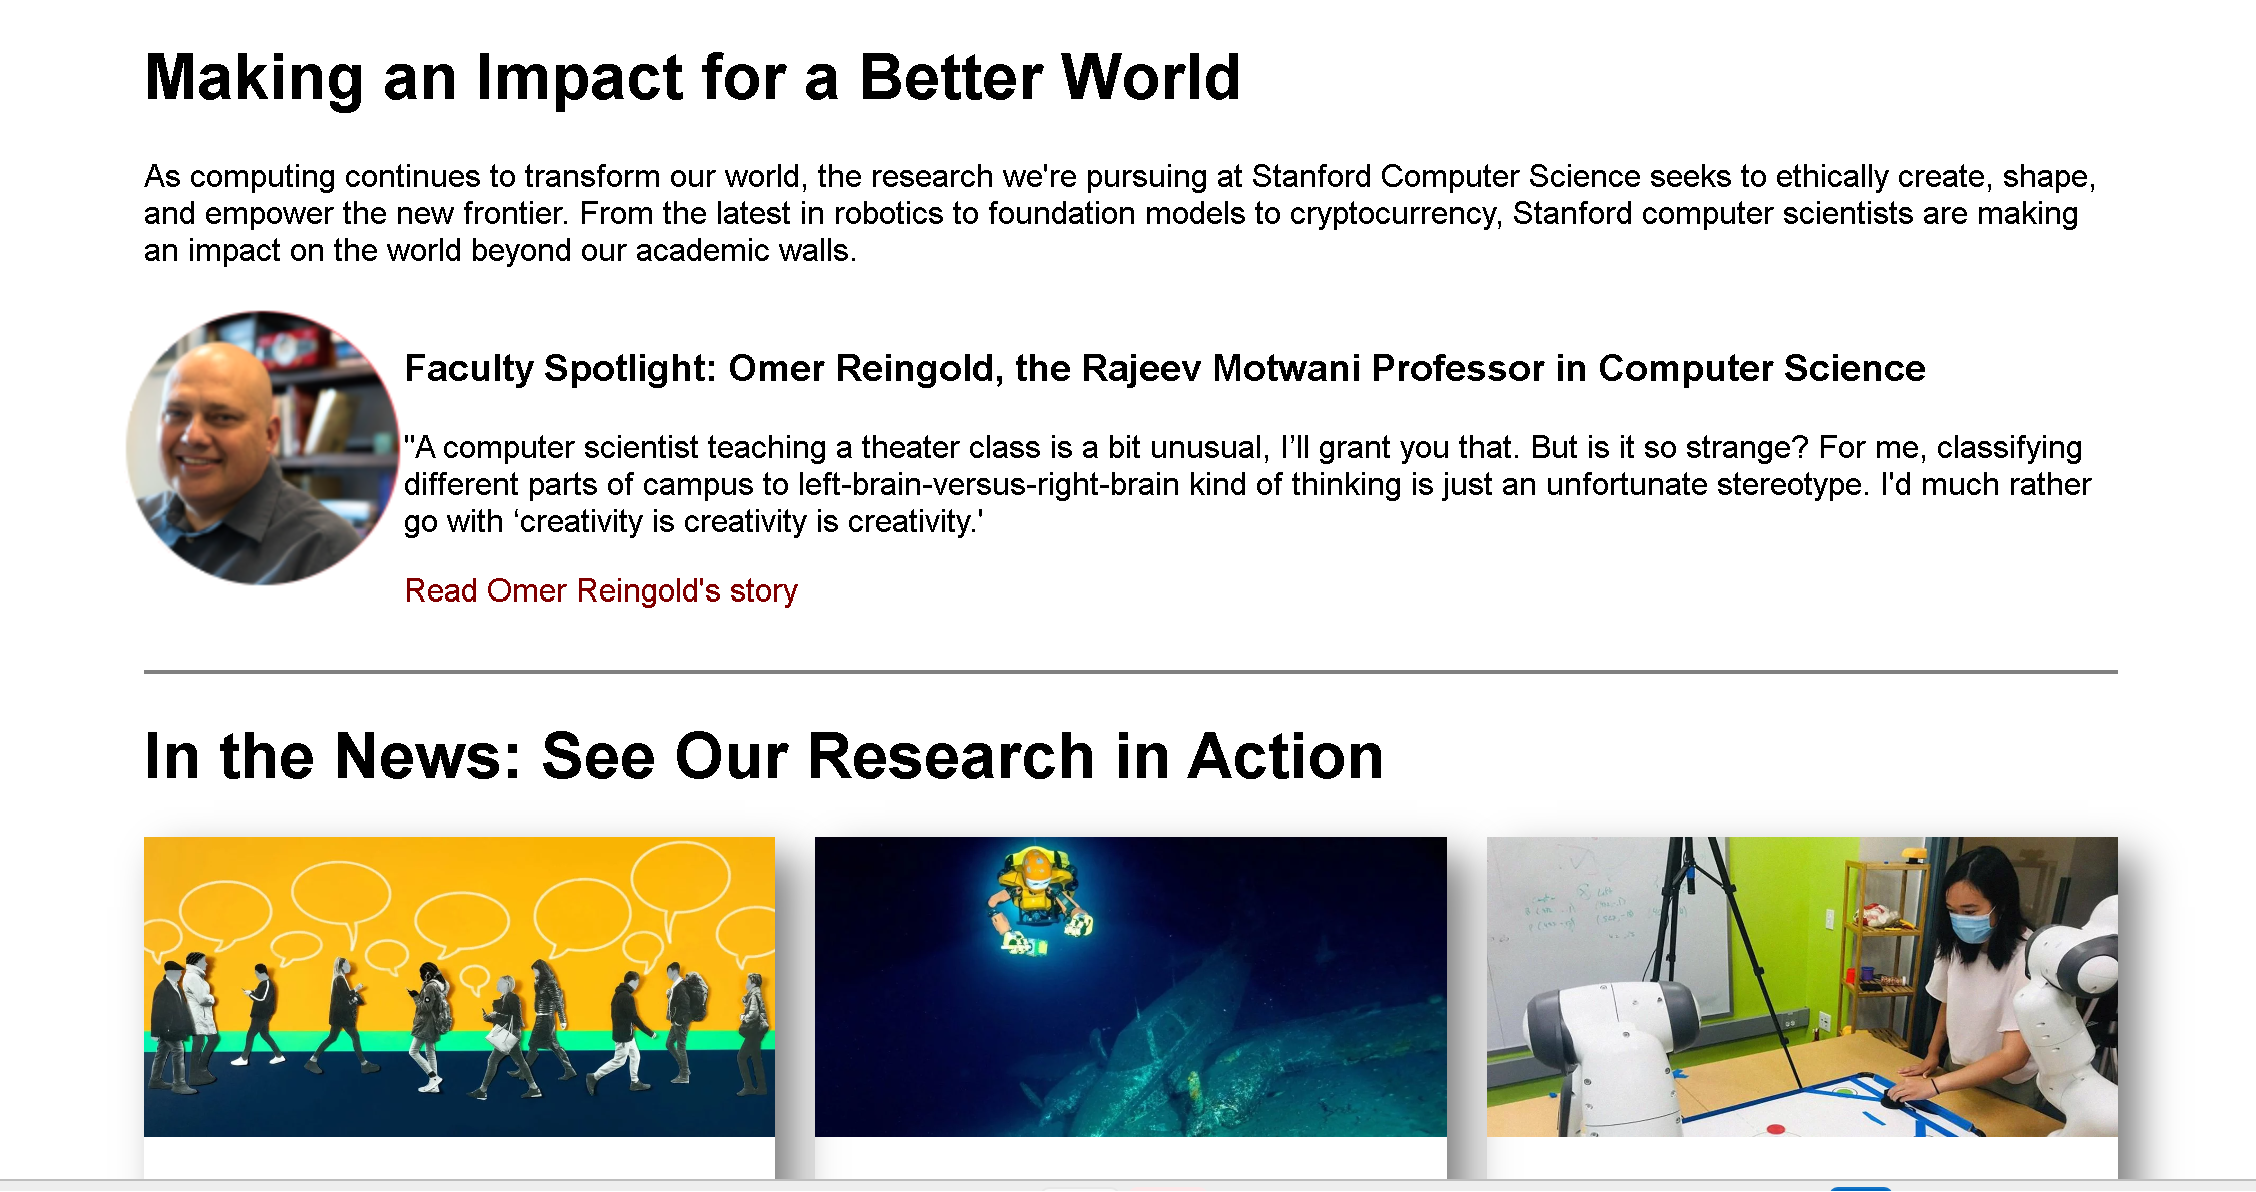 Making an Impact for a Better World
As computing continues to transform our world, the research we're pursuing at Stanford Computer Science seeks to ethically create, shape,
and empower the new frontier. From the latest in robotics to foundation models to cryptocurrency, Stanford computer scientists are making
an impact on the world beyond our academic walls.
Faculty Spotlight: Omer Reingold, the Rajeev Motwani Professor in Computer Science
"A computer scientist teaching a theater class is a bit unusual, I’ll grant you that. But is it so strange? For me, classifying
different parts of campus to left-brain-versus-right-brain kind of thinking is just an unfortunate stereotype. I'd much rather
go with ‘creativity is creativity is creativity.'
Read Omer Reingold's story
In the News: See Our Research in Action